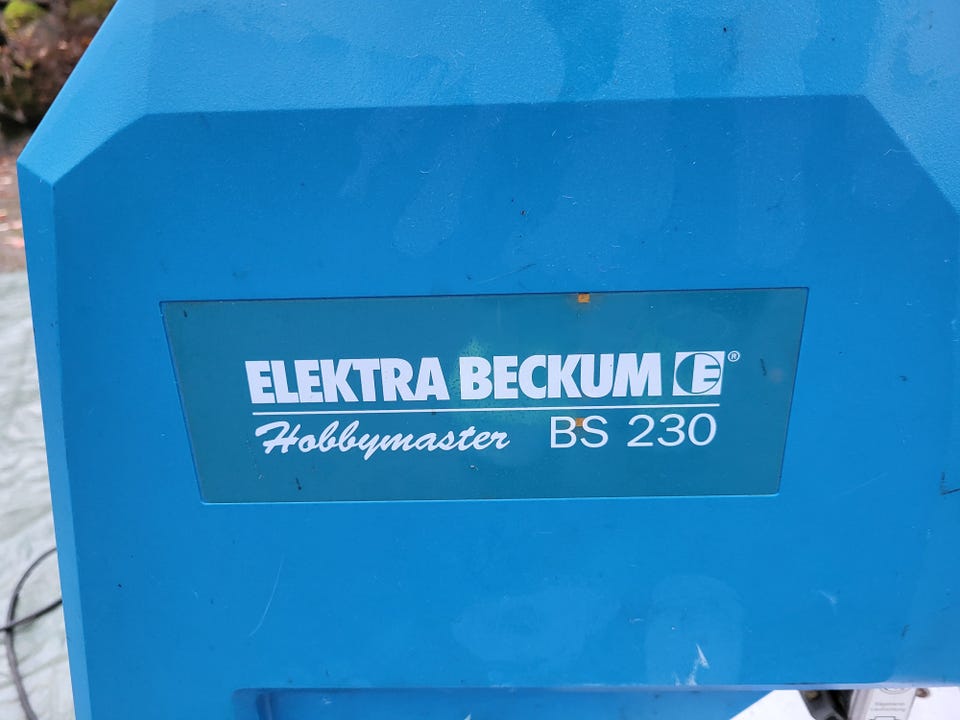 ELEKTRA BECKUM E®
Hobbymaster BS 230